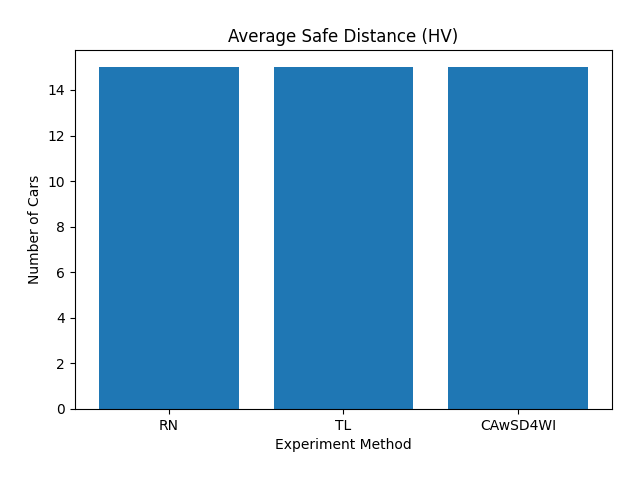 Average Safe Distance (HV)
Number of Cars
14
12
10
8
6
4
2
0
RN TL CAwSD4WI
Experiment Method